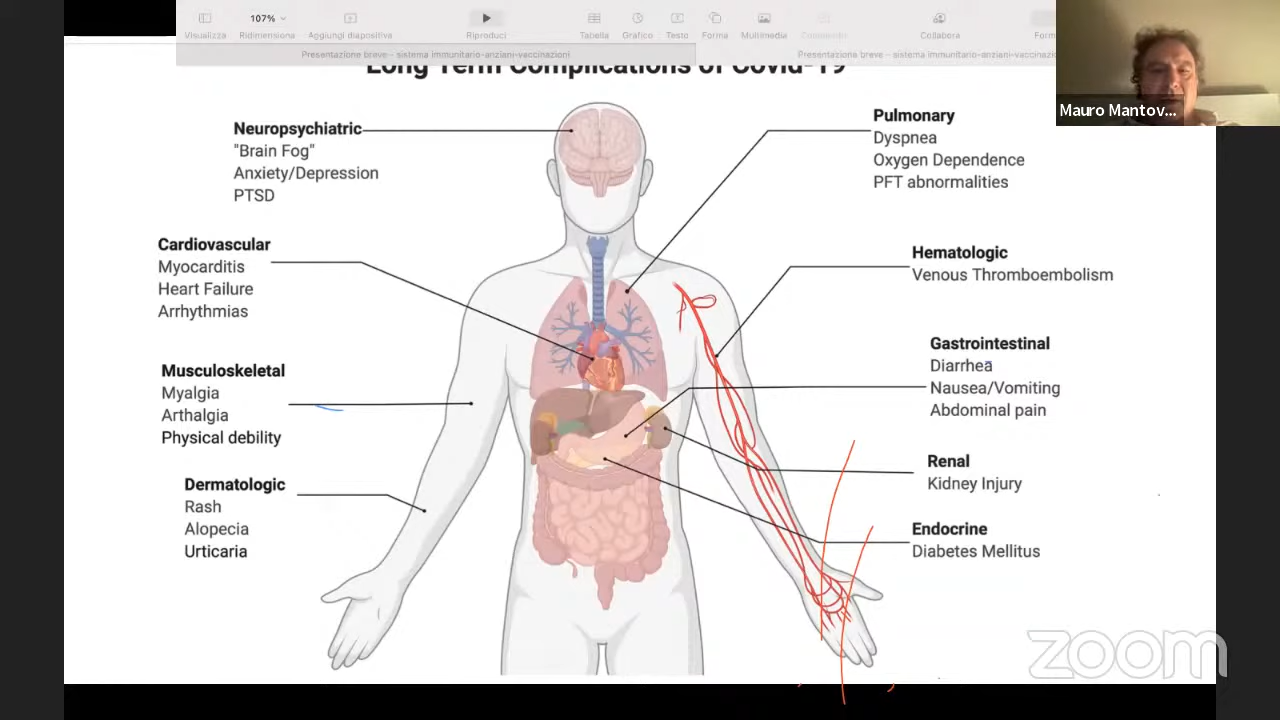 107%
Visualizza
Ridimensiona
Aggiungi diapositiva
Riproduci
Tabella
Grafico
Testo
Forma
Multimedia
Commento
Collabora
Form
Presentazione breve - sistema immunitario-anziani-vaccinazioni
Presentazione breve - sistema immunitario-anziani-vaccinazioni
Mauro Mantov...
Long Term Complications of Covid-19
Neuropsychiatric
"Brain Fog"
Anxiety/Depression
PTSD
Cardiovascular
Myocarditis
Heart Failure
Arrhythmias
Musculoskeletal
Myalgia
Arthalgia
Physical debility
Dermatologic
Rash
Alopecia
Urticaria
Pulmonary
Dyspnea
Oxygen Dependence
PFT abnormalities
Hematologic
Venous Thromboembolism
Gastrointestinal
Diarrhea
Nausea/Vomiting
Abdominal pain
Renal
Kidney Injury
Endocrine
Diabetes Mellitus
zoom